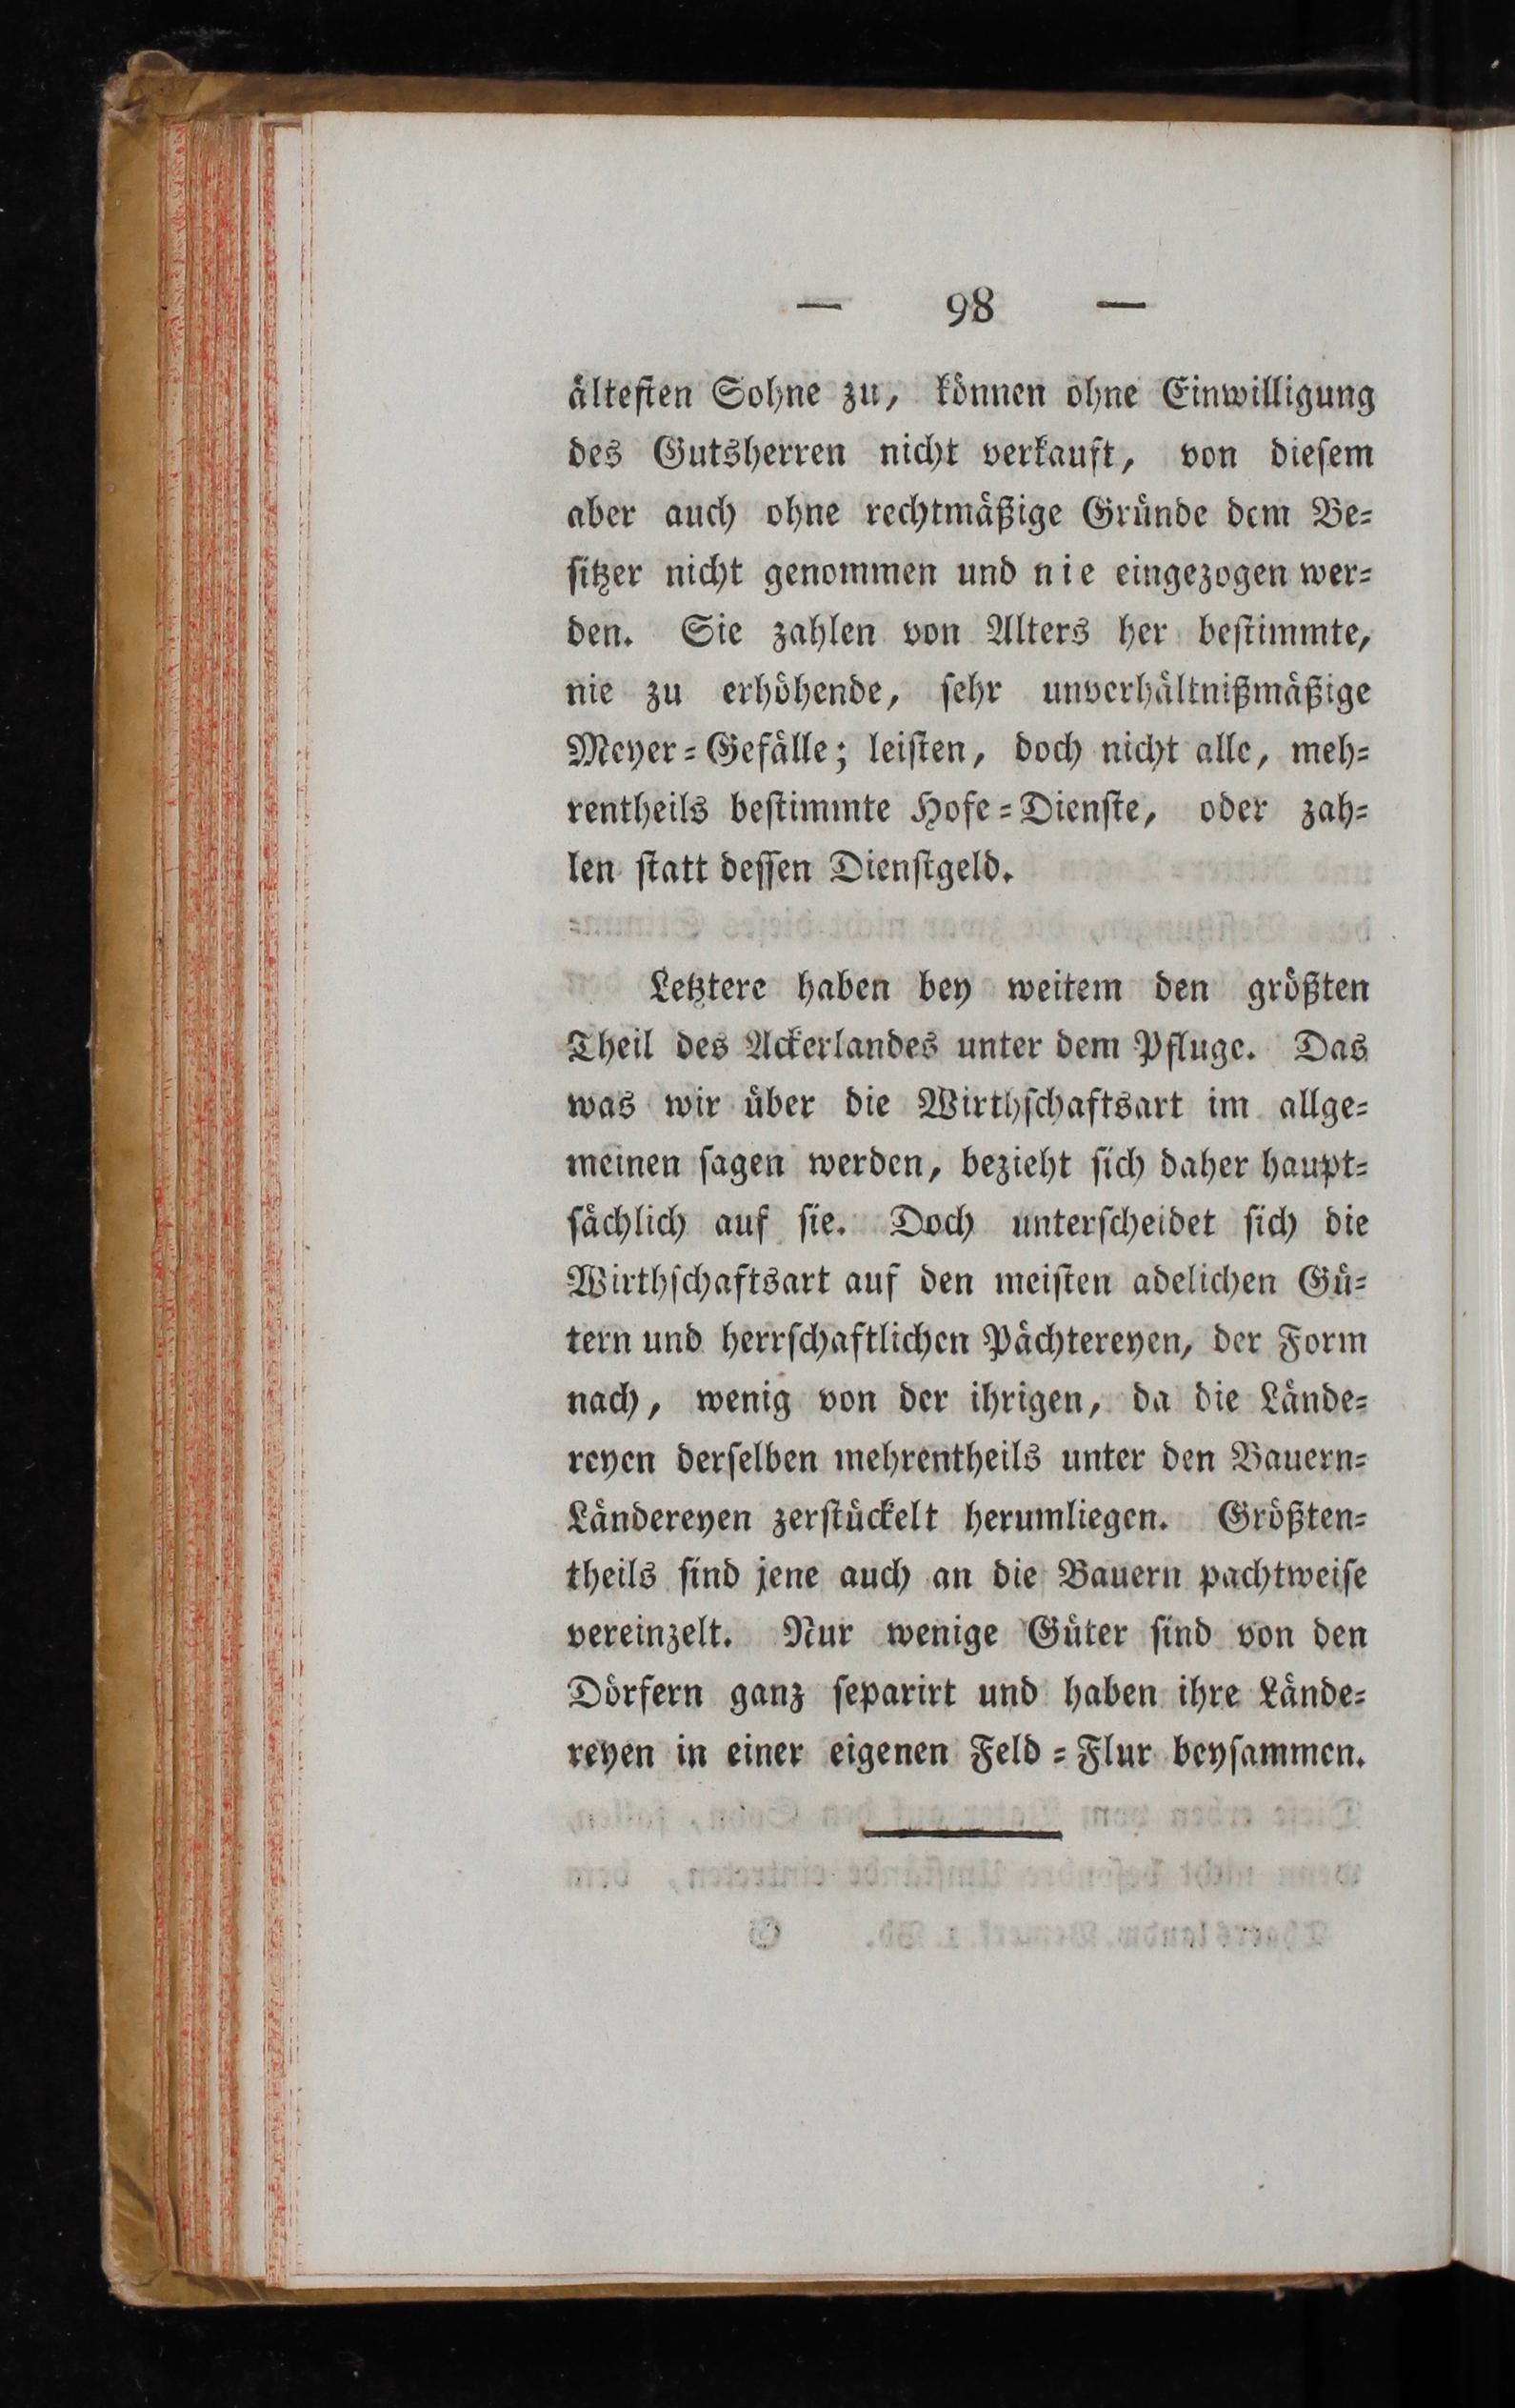 — 98 —
ältesten Sohne zu, können ohne Einwilligung
des Gutsherren nicht verkauft, von diesem
aber auch ohne rechtmäßige Gründe dem Be-
sitzer nicht genommen und nie eingezogen wer-
den. Sie zahlen von Alters her bestimmte,
nie zu erhöhende, sehr unverhältnißmäßige
Meyer-Gefälle; leisten, doch nicht alle, meh-
rentheils bestimmte Hofe-Dienste, oder zah-
len statt dessen Dienstgeld.
Letztere haben bey weitem den größten
Theil des Ackerlandes unter dem Pfluge. Das
was wir über die Wirthschaftsart im allge-
meinen sagen werden, bezieht sich daher haupt-
sächlich auf sie. Doch unterscheidet sich die
Wirthschaftsart auf den meisten adelichen Gü-
tern und herrschaftlichen Pächtereyen, der Form
nach, wenig von der ihrigen, da die Lände-
reyen derselben mehrentheils unter den Bauern-
Ländereyen zerstückelt herumliegen. Größten-
theils sind jene auch an die Bauern pachtweise
vereinzelt. Nur wenige Güter sind von den
Dörfern ganz separirt und haben ihre Lände-
reyen in einer eigenen Feld-Flur beysammen.